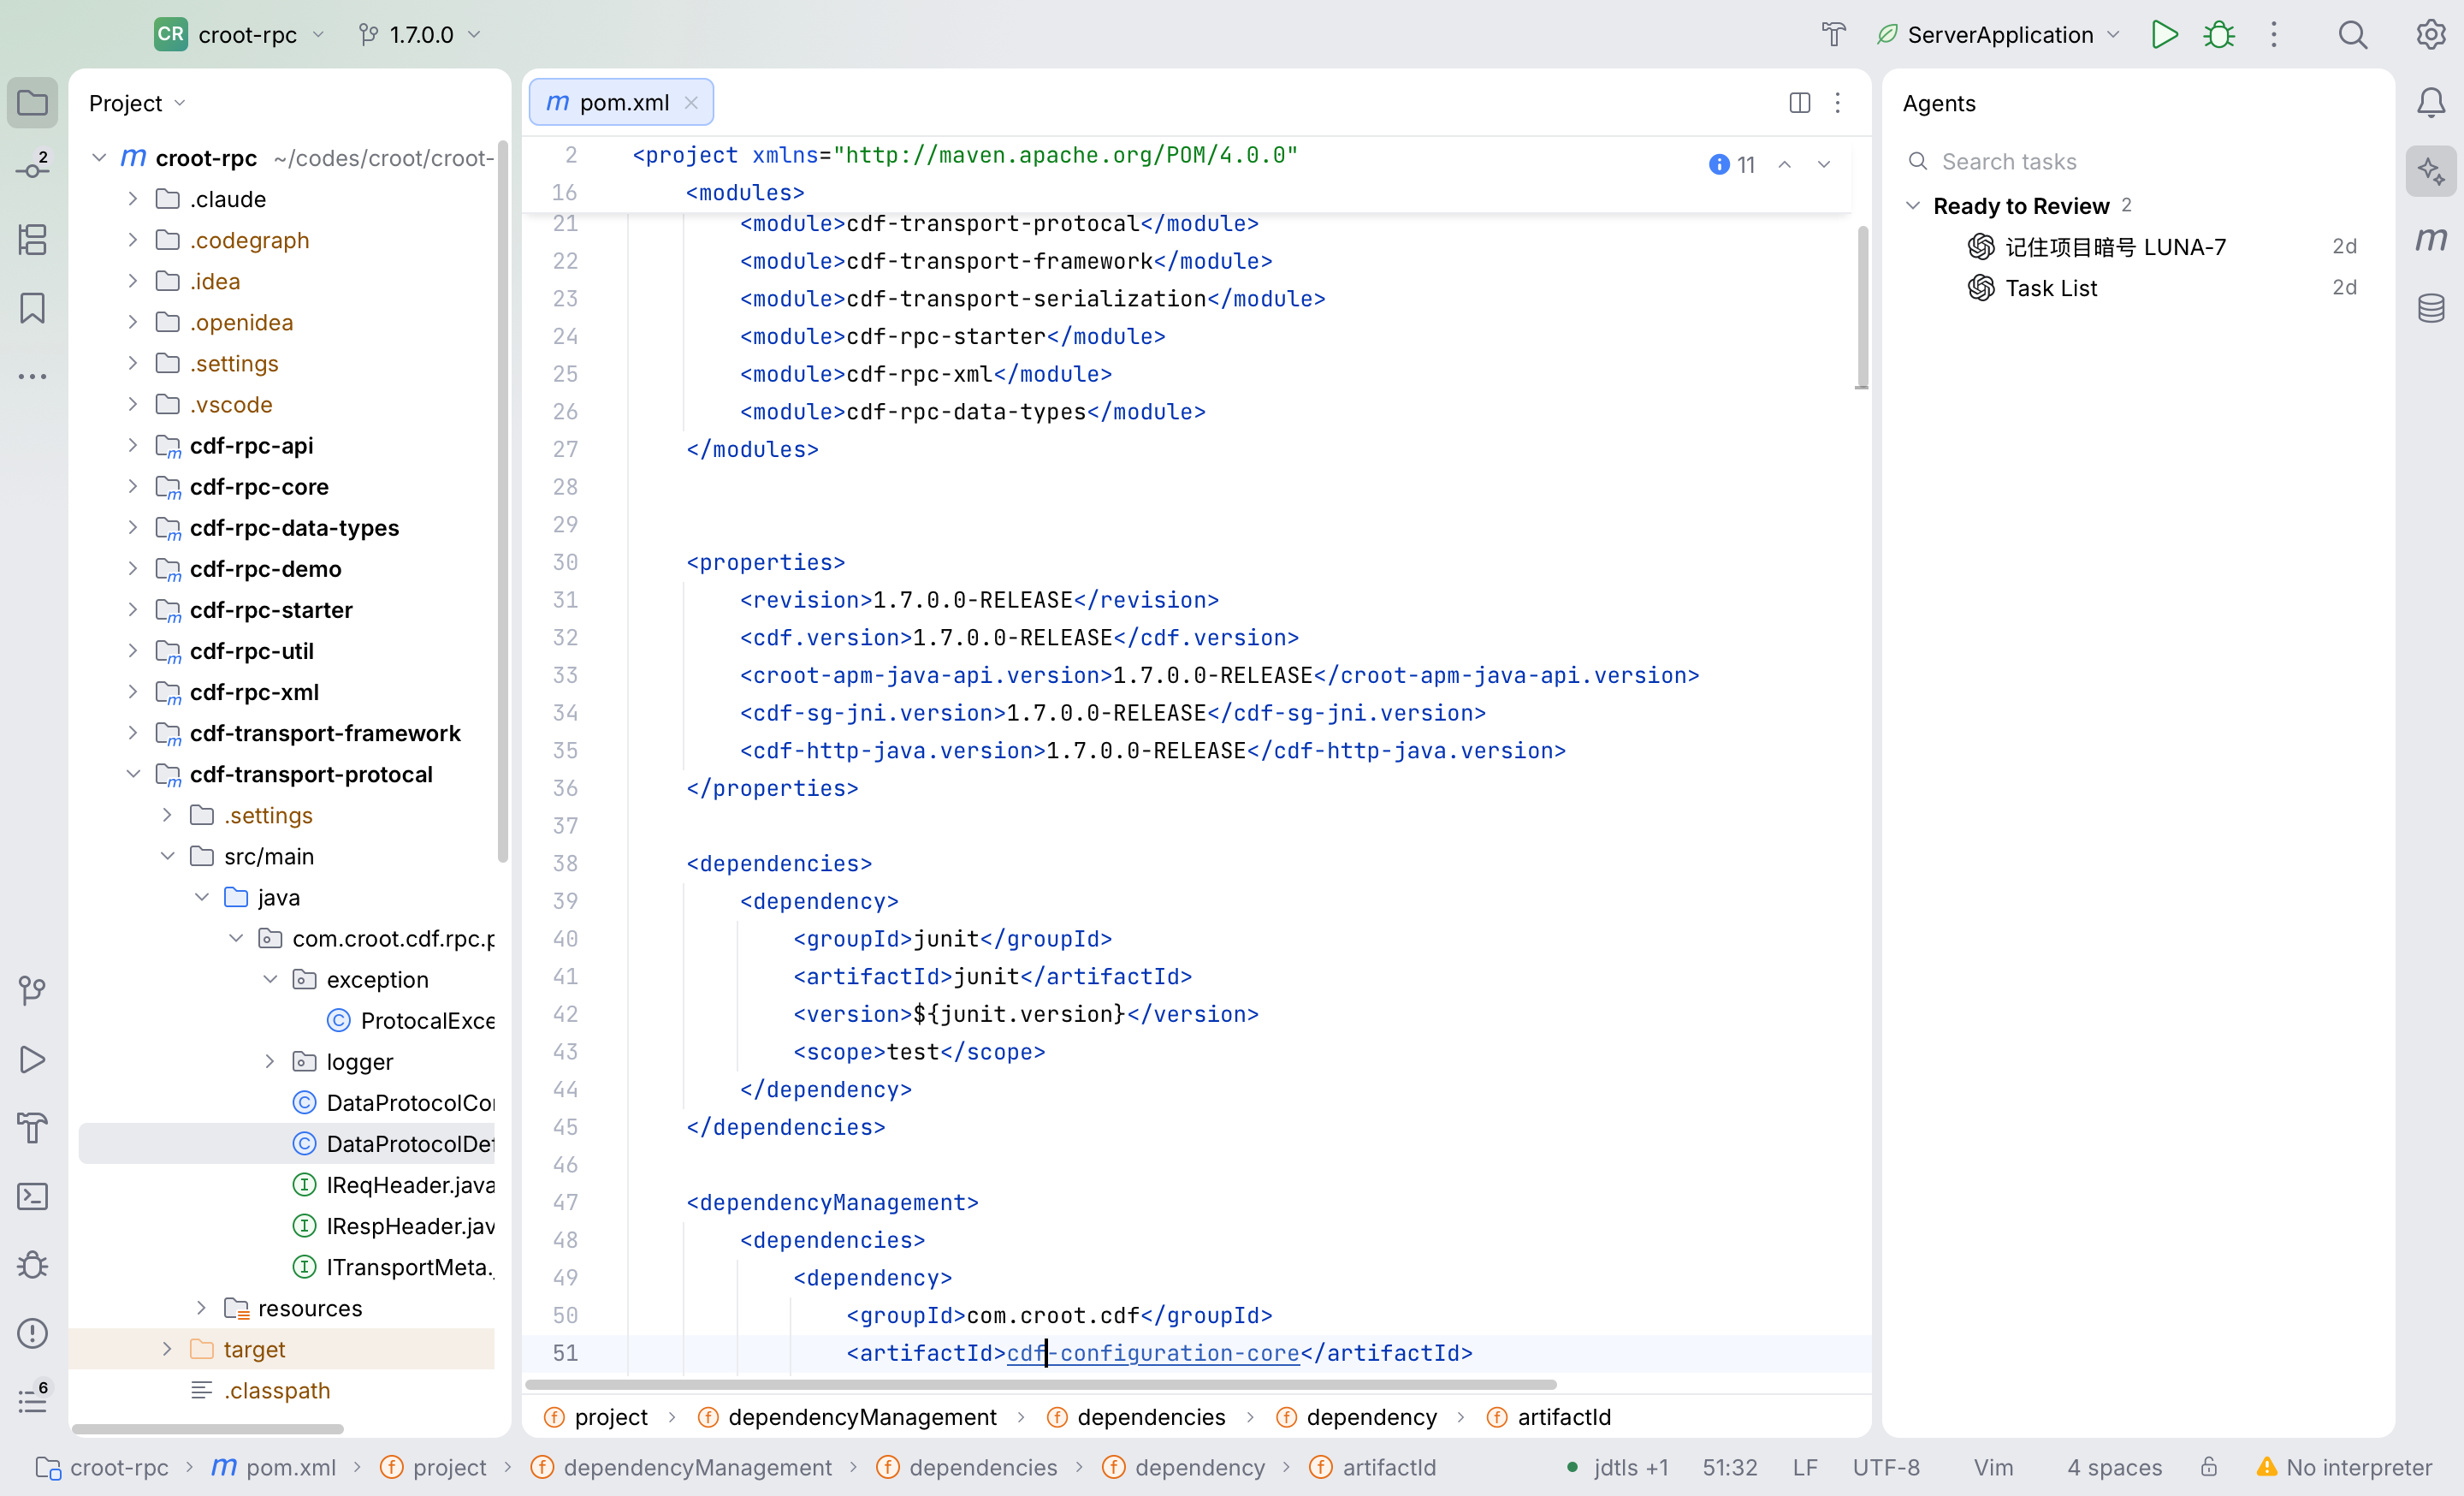 CR croot-rpc 1.7.0.0 ServerApplication
Project
croot-rpc ~/codes/croot/croot-
.claude
.codegraph
.idea
.openidea
.settings
.vscode
cdf-rpc-api
cdf-rpc-core
cdf-rpc-data-types
cdf-rpc-demo
cdf-rpc-starter
cdf-rpc-util
cdf-rpc-xml
cdf-transport-framework
cdf-transport-protocal
.settings
src/main
java
com.croot.cdf.rpc.p
exception
ProtocalExce
logger
DataProtocolCo
DataProtocolDe
IReqHeader.java
IRespHeader.jav
ITransportMeta.
resources
target
.classpath
2
6
m pom.xml
11
2 <project xmlns="http://maven.apache.org/POM/4.0.0"
16 <modules>
21 <module>cdf-transport-protocal</module>
22 <module>cdf-transport-framework</module>
23 <module>cdf-transport-serialization</module>
24 <module>cdf-rpc-starter</module>
25 <module>cdf-rpc-xml</module>
26 <module>cdf-rpc-data-types</module>
27 </modules>
28
29
30 <properties>
31 <revision>1.7.0.0-RELEASE</revision>
32 <cdf.version>1.7.0.0-RELEASE</cdf.version>
33 <croot-apm-java-api.version>1.7.0.0-RELEASE</croot-apm-java-api.version>
34 <cdf-sg-jni.version>1.7.0.0-RELEASE</cdf-sg-jni.version>
35 <cdf-http-java.version>1.7.0.0-RELEASE</cdf-http-java.version>
36 </properties>
37
38 <dependencies>
39 <dependency>
40 <groupId>junit</groupId>
41 <artifactId>junit</artifactId>
42 <version>${junit.version}</version>
43 <scope>test</scope>
44 </dependency>
45 </dependencies>
46
47 <dependencyManagement>
48 <dependencies>
49 <dependency>
50 <groupId>com.croot.cdf</groupId>
51 <artifactId>cdf-configuration-core</artifactId>
project dependencyManagement dependencies dependency artifactId
Agents
Search tasks
Ready to Review 2
记住项目暗号 LUNA-7 2d
Task List 2d
croot-rpc m pom.xml project dependencyManagement dependencies dependency artifactId jdtls +1 51:32 LF UTF-8 Vim 4 spaces No interpreter